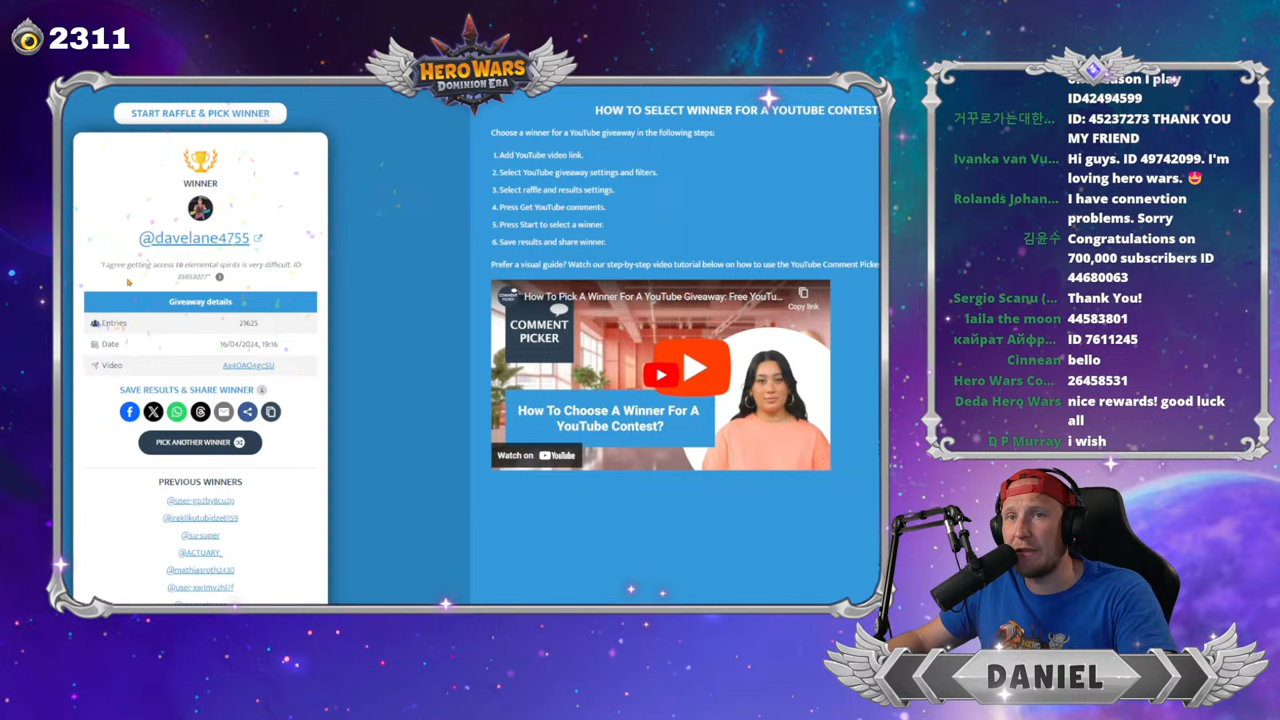 2311
HERO WARS
DOMINION ERA
START RAFFLE & PICK WINNER
WINNER
@davelane4755
"I agree getting access to elemental spirits is very difficult. ID:
15953027"
Giveaway details
Entries 21625
Date 16/04/2024, 19:16
Video Ax4OAO4gcSU
SAVE RESULTS & SHARE WINNER
PICK ANOTHER WINNER
PREVIOUS WINNERS
@user-gp2by8cu2p
@iraklikutubidze6159
@su-super
@ACTUARY_
@mathiasroth2430
@user-xw1mv2hl7f
HOW TO SELECT WINNER FOR A YOUTUBE CONTEST
Choose a winner for a YouTube giveaway in the following steps:
1. Add YouTube video link.
2. Select YouTube giveaway settings and filters.
3. Select raffle and results settings.
4. Press Get YouTube comments.
5. Press Start to select a winner.
6. Save results and share winner.
Prefer a visual guide? Watch our step-by-step video tutorial below on how to use the YouTube Comment Picke
How To Pick A Winner For A YouTube Giveaway: Free YouTu...
Copy link
COMMENT
PICKER
How To Choose A Winner For A
YouTube Contest?
Watch on YouTube
I play
ID42494599
거꾸로가는대한... ID: 45237273 THANK YOU
MY FRIEND
Ivanka van Vu... Hi guys. ID 49742099. I'm
loving hero wars. 😍
Rolands Johan... I have connevtion
problems. Sorry
김윤수 Congratulations on
700,000 subscribers ID
44680063
Sergio Scanu (... Thank You!
laila the moon 44583801
кайрат Айфр... ID 7611245
Cinnean bello
Hero Wars Co... 26458531
Deda Hero Wars nice rewards! good luck
all
D P Murray i wish
DANIEL